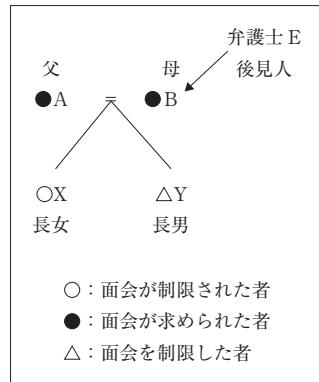 弁護士E
父 母 後見人
●A = ●B
○X △Y
長女 長男
○：面会が制限された者
●：面会が求められた者
△：面会を制限した者